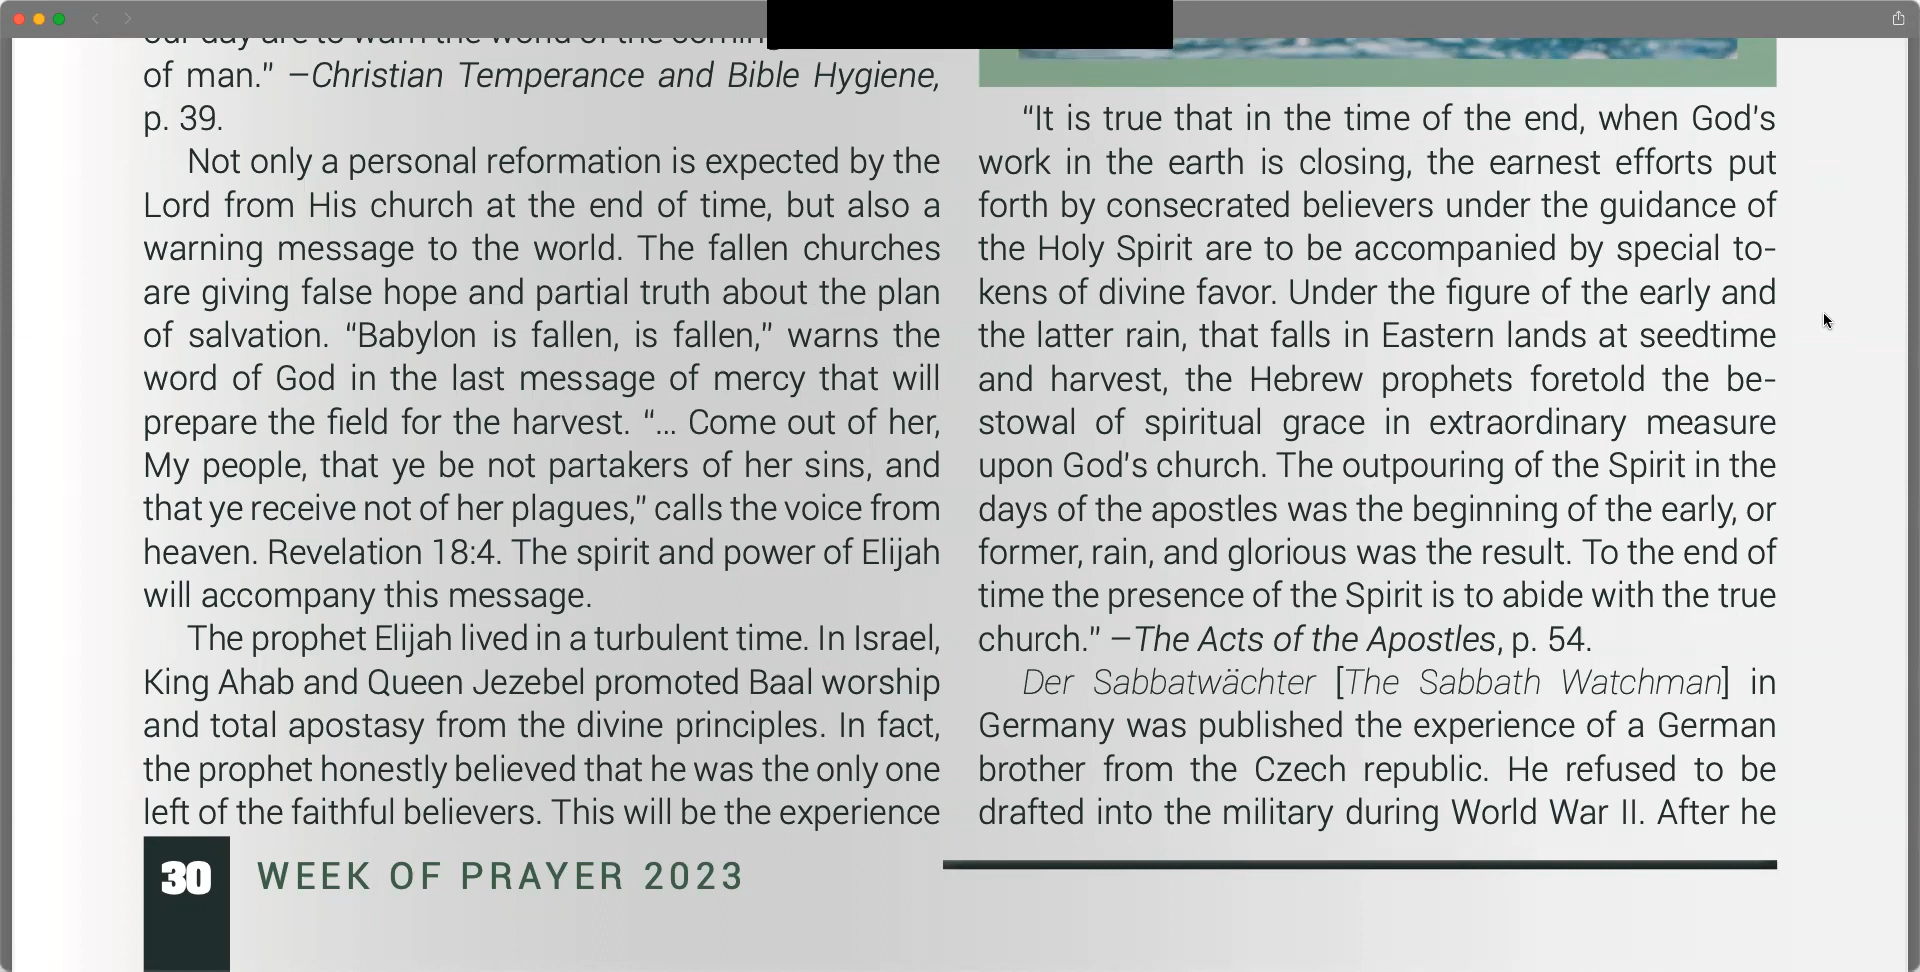 our day are to warn the world of the coming
of man.” –Christian Temperance and Bible Hygiene,
p. 39.
Not only a personal reformation is expected by the
Lord from His church at the end of time, but also a
warning message to the world. The fallen churches
are giving false hope and partial truth about the plan
of salvation. “Babylon is fallen, is fallen,” warns the
word of God in the last message of mercy that will
prepare the field for the harvest. “... Come out of her,
My people, that ye be not partakers of her sins, and
that ye receive not of her plagues,” calls the voice from
heaven. Revelation 18:4. The spirit and power of Elijah
will accompany this message.
The prophet Elijah lived in a turbulent time. In Israel,
King Ahab and Queen Jezebel promoted Baal worship
and total apostasy from the divine principles. In fact,
the prophet honestly believed that he was the only one
left of the faithful believers. This will be the experience
“It is true that in the time of the end, when God’s
work in the earth is closing, the earnest efforts put
forth by consecrated believers under the guidance of
the Holy Spirit are to be accompanied by special to-
kens of divine favor. Under the figure of the early and
the latter rain, that falls in Eastern lands at seedtime
and harvest, the Hebrew prophets foretold the be-
stowal of spiritual grace in extraordinary measure
upon God’s church. The outpouring of the Spirit in the
days of the apostles was the beginning of the early, or
former, rain, and glorious was the result. To the end of
time the presence of the Spirit is to abide with the true
church.” –The Acts of the Apostles, p. 54.
Der Sabbatwächter [The Sabbath Watchman] in
Germany was published the experience of a German
brother from the Czech republic. He refused to be
drafted into the military during World War II. After he
30 WEEK OF PRAYER 2023